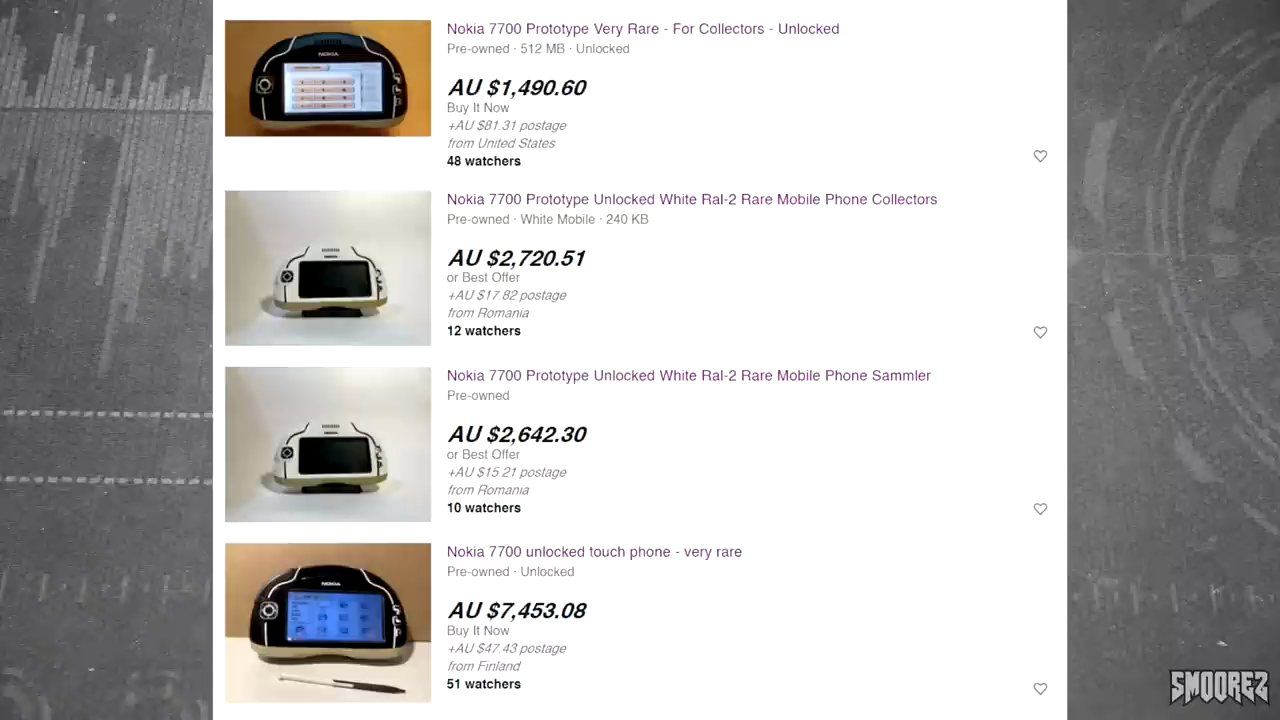 Nokia 7700 Prototype Very Rare - For Collectors - Unlocked
Pre-owned · 512 MB · Unlocked
AU $1,490.60
Buy It Now
+AU $81.31 postage
from United States
48 watchers
NOKIA
Nokia 7700 Prototype Unlocked White Ral-2 Rare Mobile Phone Collectors
Pre-owned · White Mobile · 240 KB
AU $2,720.51
or Best Offer
+AU $17.82 postage
from Romania
12 watchers
Nokia 7700 Prototype Unlocked White Ral-2 Rare Mobile Phone Sammler
Pre-owned
AU $2,642.30
or Best Offer
+AU $15.21 postage
from Romania
10 watchers
Nokia 7700 unlocked touch phone - very rare
Pre-owned · Unlocked
AU $7,453.08
Buy It Now
+AU $47.43 postage
from Finland
51 watchers
NOKIA
SMOOREZ